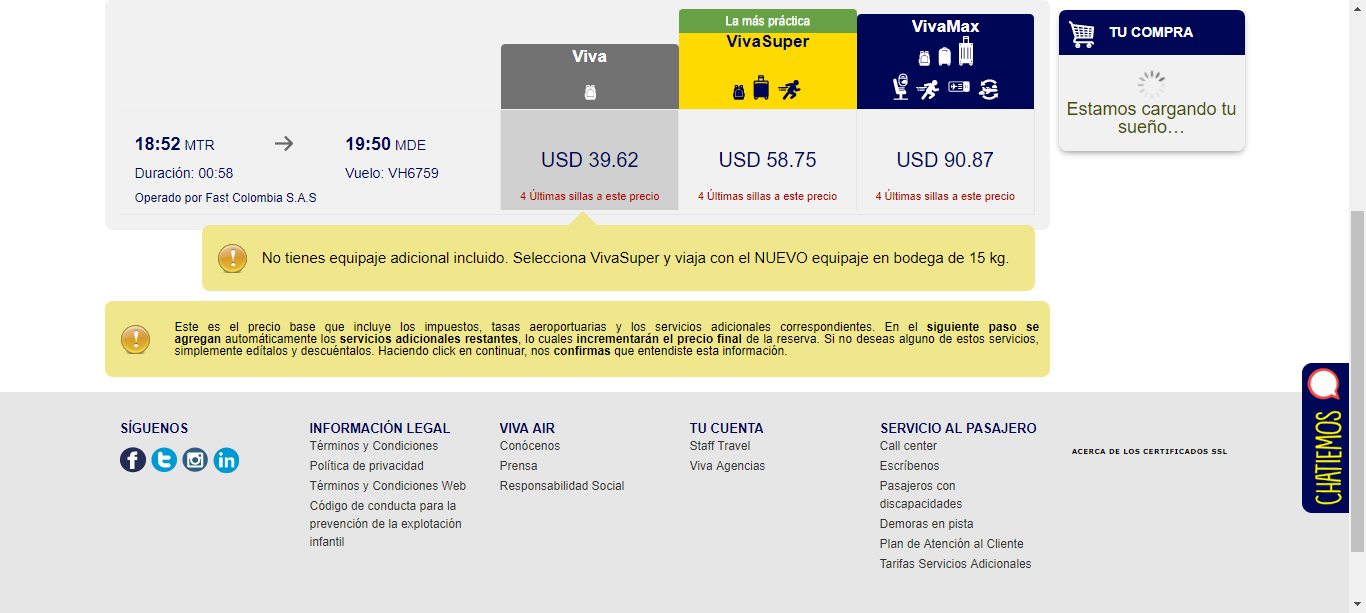 La más práctica
Viva
VivaSuper
VivaMax
TU COMPRA
Estamos cargando tu
sueño…
18:52 MTR
19:50 MDE
Duración: 00:58
Vuelo: VH6759
Operado por Fast Colombia S.A.S
USD 39.62
USD 58.75
USD 90.87
4 Últimas sillas a este precio
4 Últimas sillas a este precio
4 Últimas sillas a este precio
No tienes equipaje adicional incluido. Selecciona VivaSuper y viaja con el NUEVO equipaje en bodega de 15 kg.
Este es el precio base que incluye los impuestos, tasas aeroportuarias y los servicios adicionales correspondientes. En el siguiente paso se
agregan automáticamente los servicios adicionales restantes, lo cuales incrementarán el precio final de la reserva. Si no deseas alguno de estos servicios,
simplemente edítalos y descuéntalos. Haciendo click en continuar, nos confirmas que entendiste esta información.
CHATIEMOS
SÍGUENOS
INFORMACIÓN LEGAL
Términos y Condiciones
Política de privacidad
Términos y Condiciones Web
Código de conducta para la
prevención de la explotación
infantil
VIVA AIR
Conócenos
Prensa
Responsabilidad Social
TU CUENTA
Staff Travel
Viva Agencias
SERVICIO AL PASAJERO
Call center
Escríbenos
Pasajeros con
discapacidades
Demoras en pista
Plan de Atención al Cliente
Tarifas Servicios Adicionales
ACERCA DE LOS CERTIFICADOS SSL